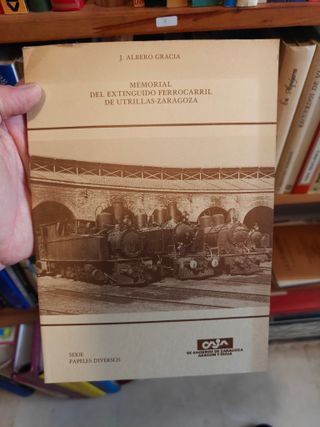 J. ALBERO GRACIA
MEMORIAL
DEL EXTINGUIDO FERROCARRIL
DE UTRILLAS-ZARAGOZA
SERIE
PAPELES DIVERSOS
CAJA
DE AHORROS DE ZARAGOZA
ARAGON Y RIOJA